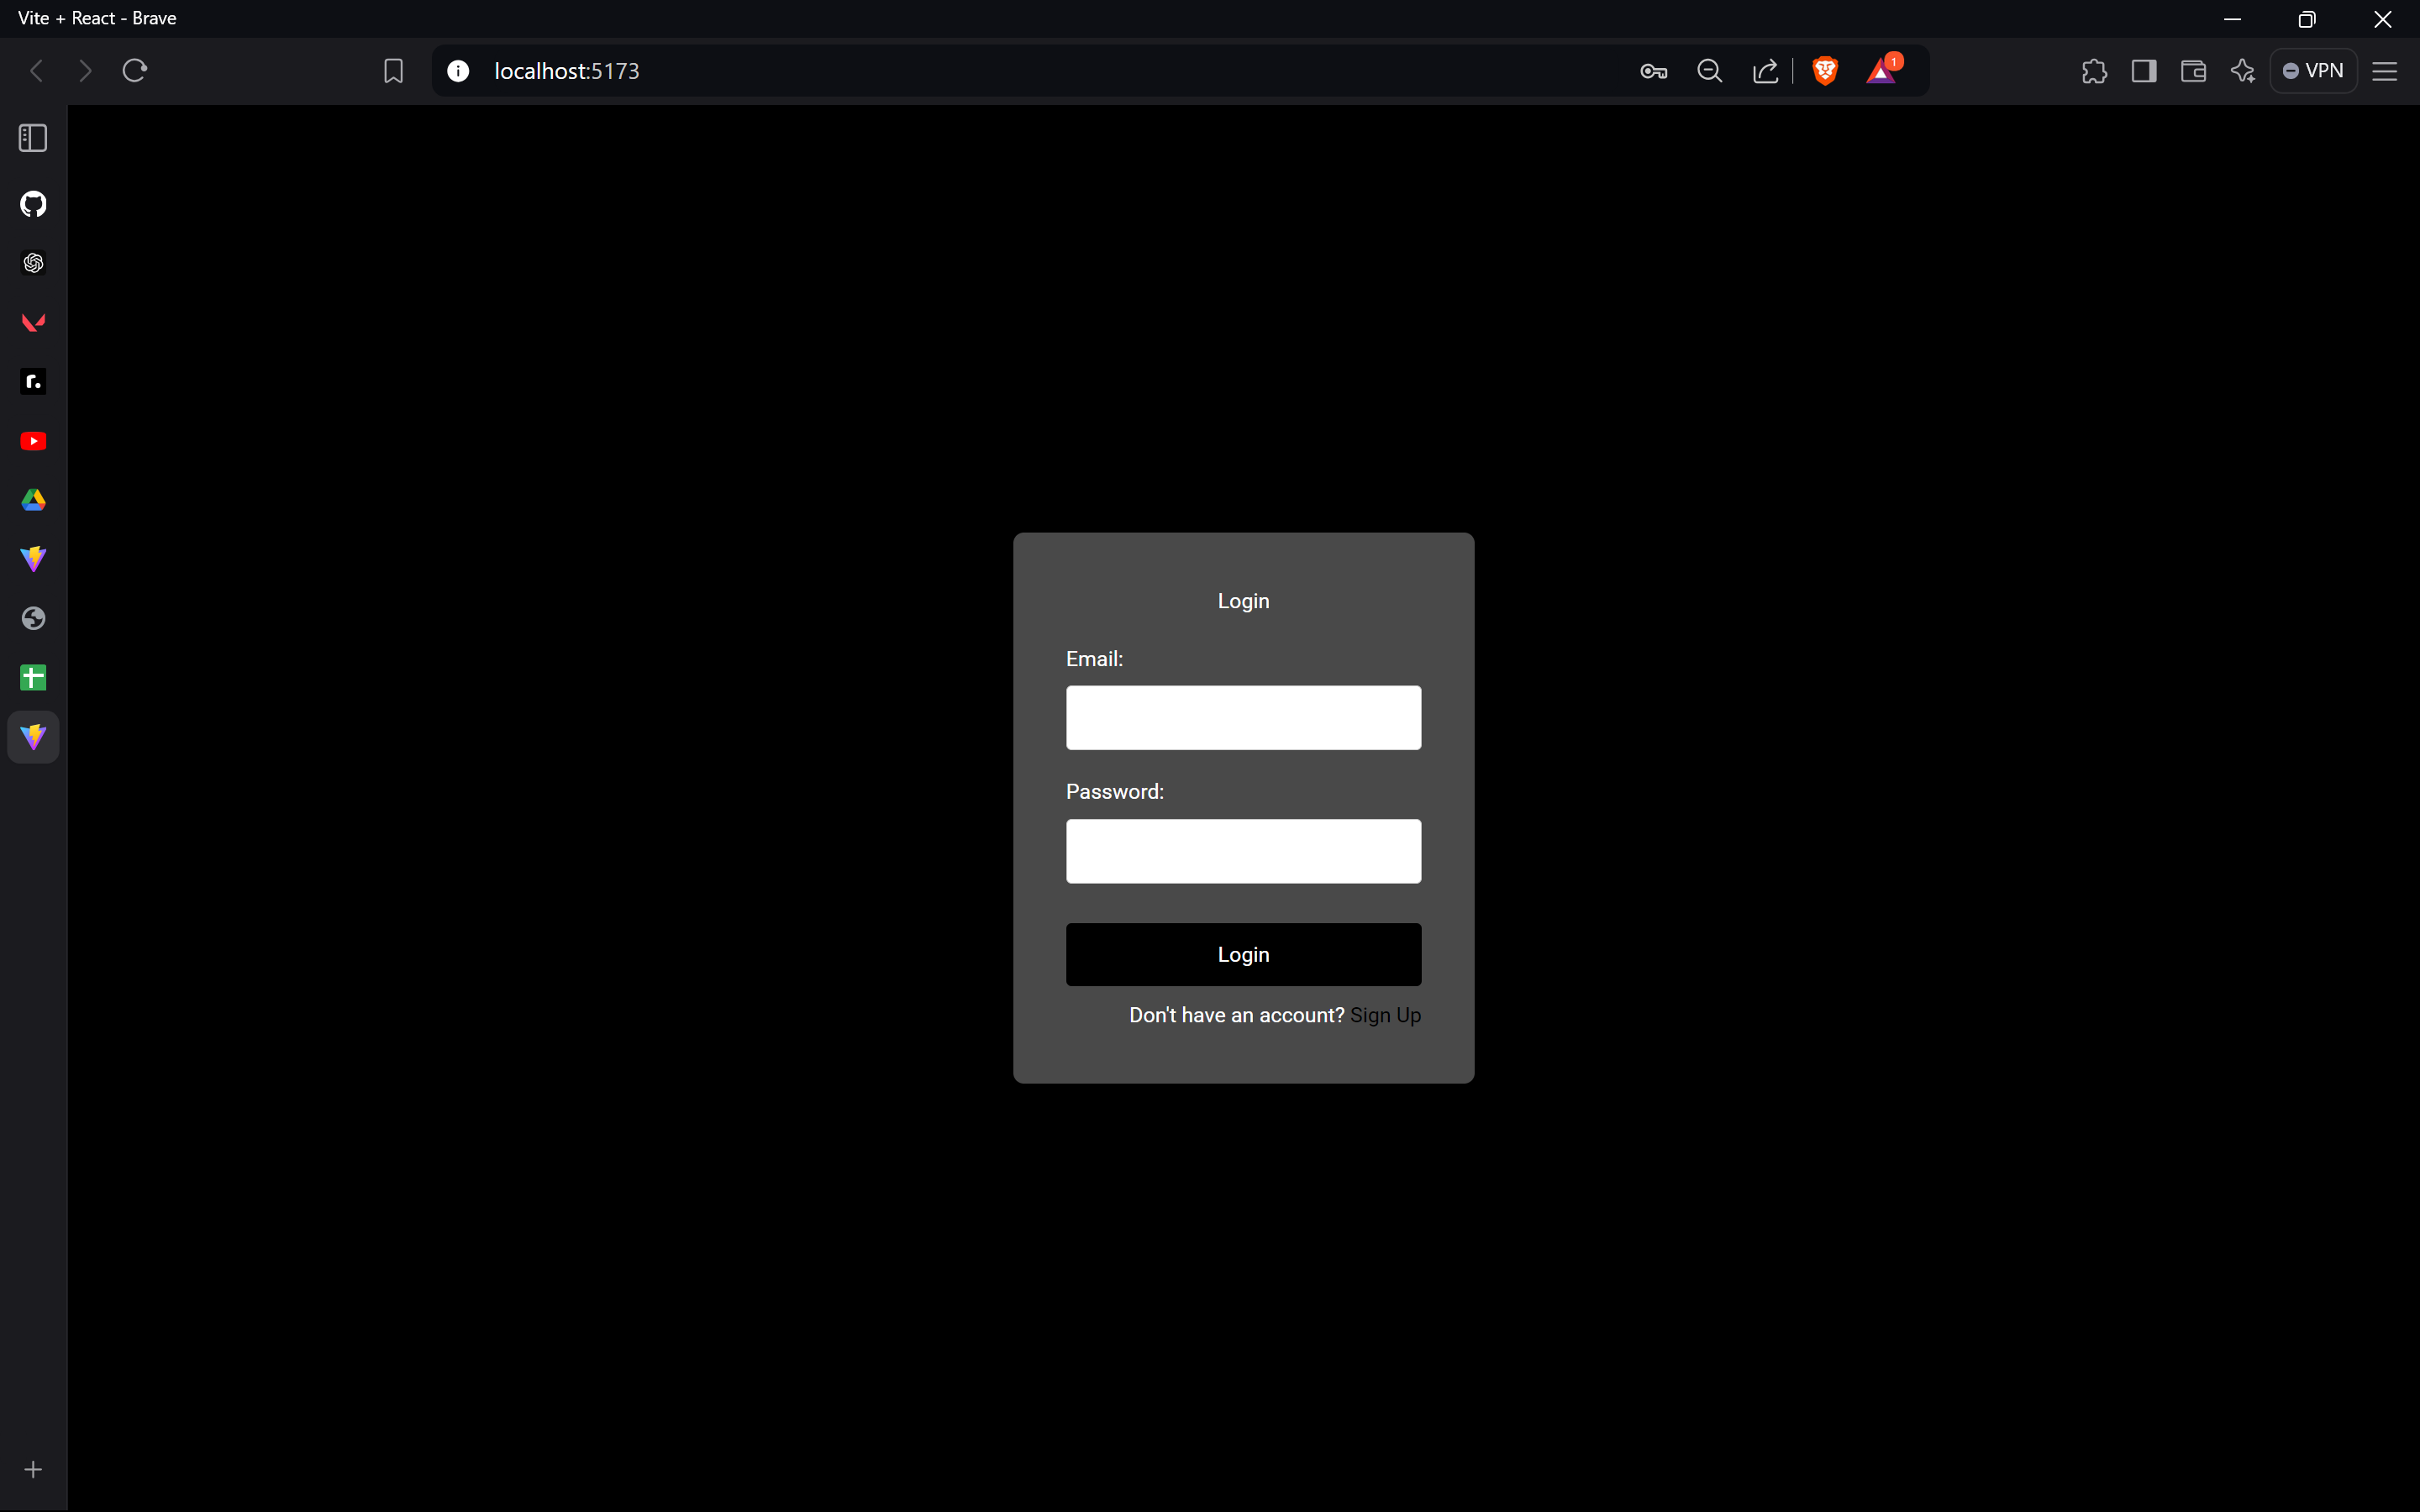 Vite + React - Brave
localhost:5173
1
VPN
r.
Login
Email:
Password:
Login
Don't have an account? Sign Up